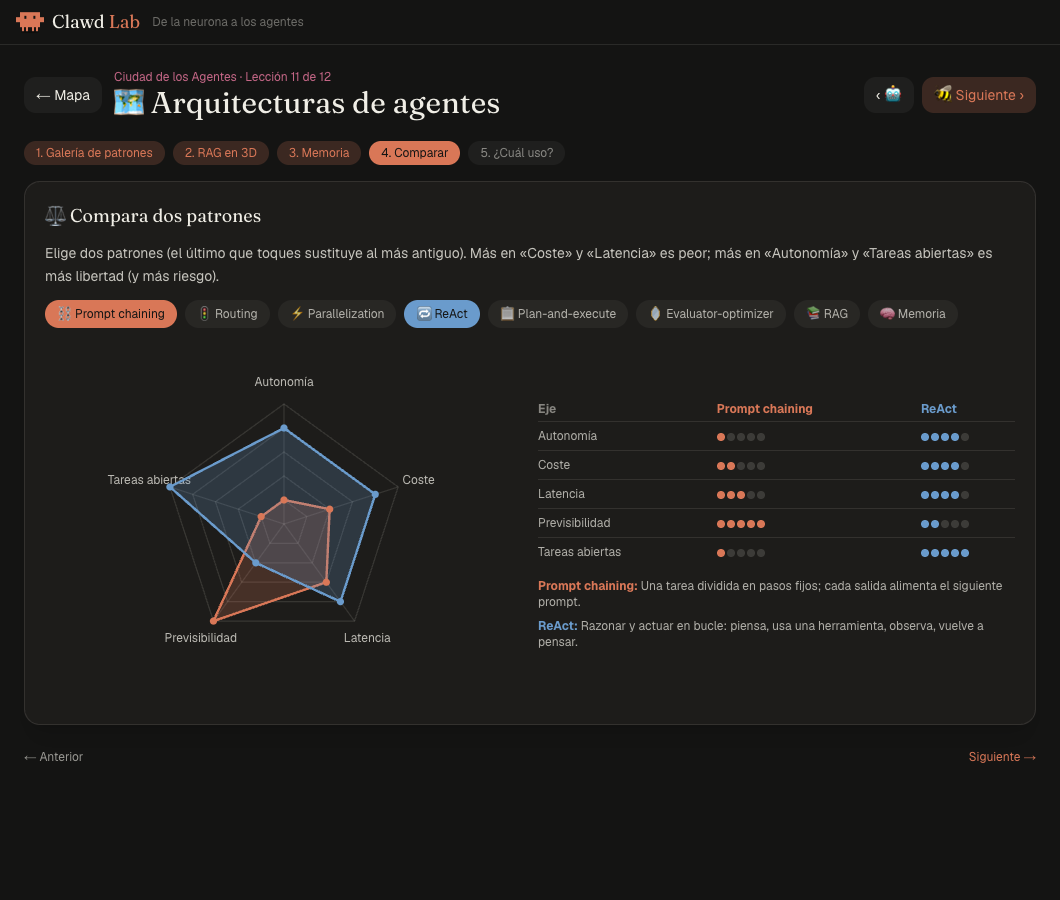 Clawd Lab De la neurona a los agentes
← Mapa
Ciudad de los Agentes · Lección 11 de 12
Arquitecturas de agentes
‹
Siguiente ›
1. Galería de patrones
2. RAG en 3D
3. Memoria
4. Comparar
5. ¿Cuál uso?
Compara dos patrones
Elige dos patrones (el último que toques sustituye al más antiguo). Más en «Coste» y «Latencia» es peor; más en «Autonomía» y «Tareas abiertas» es
más libertad (y más riesgo).
Prompt chaining
Routing
Parallelization
ReAct
Plan-and-execute
Evaluator-optimizer
RAG
Memoria
Autonomía
Tareas abiertas
Coste
Previsibilidad
Latencia
Eje Prompt chaining ReAct
Autonomía
Coste
Latencia
Previsibilidad
Tareas abiertas
Prompt chaining: Una tarea dividida en pasos fijos; cada salida alimenta el siguiente
prompt.
ReAct: Razonar y actuar en bucle: piensa, usa una herramienta, observa, vuelve a
pensar.
← Anterior
Siguiente →